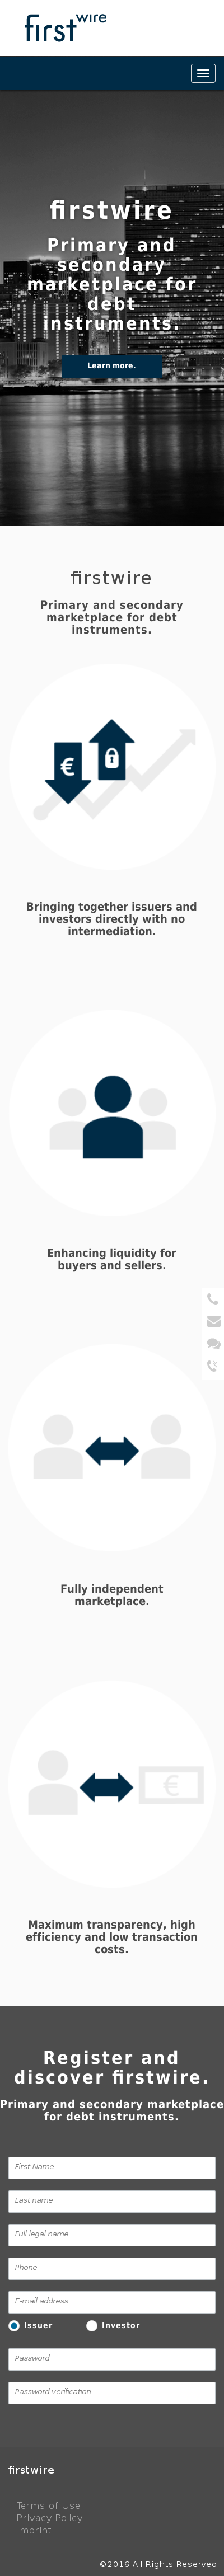 first wire
firstwire
Primary and
secondary
marketplace for
debt
instruments.
Learn more.
firstwire
Primary and secondary
marketplace for debt
instruments.
€
Bringing together issuers and
investors directly with no
intermediation.
Enhancing liquidity for
buyers and sellers.
Fully independent
marketplace.
€
Maximum transparency, high
efficiency and low transaction
costs.
Register and
discover firstwire.
Primary and secondary marketplace
for debt instruments.
First Name
Last name
Full legal name
Phone
E-mail address
Issuer Investor
Password
Password verification
firstwire
Terms of Use
Privacy Policy
Imprint
©2016 All Rights Reserved